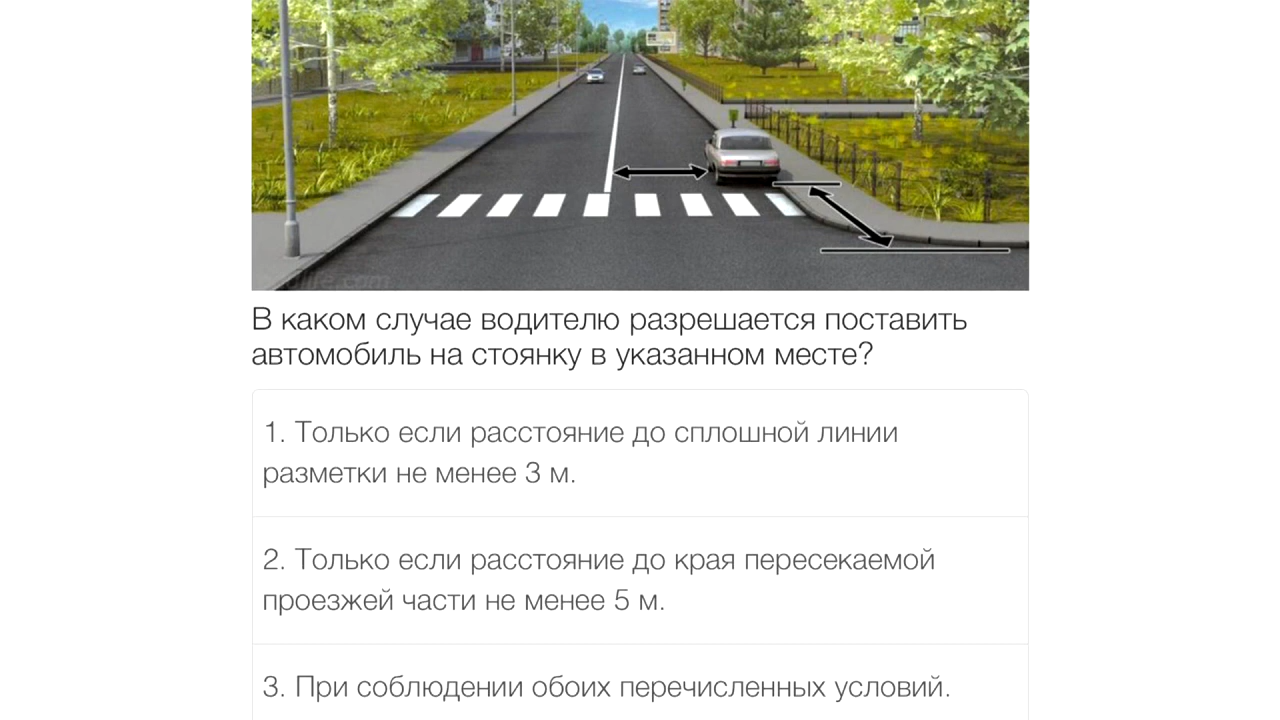 В каком случае водителю разрешается поставить
автомобиль на стоянку в указанном месте?
1. Только если расстояние до сплошной линии
разметки не менее 3 м.
2. Только если расстояние до края пересекаемой
проезжей части не менее 5 м.
3. При соблюдении обоих перечисленных условий.